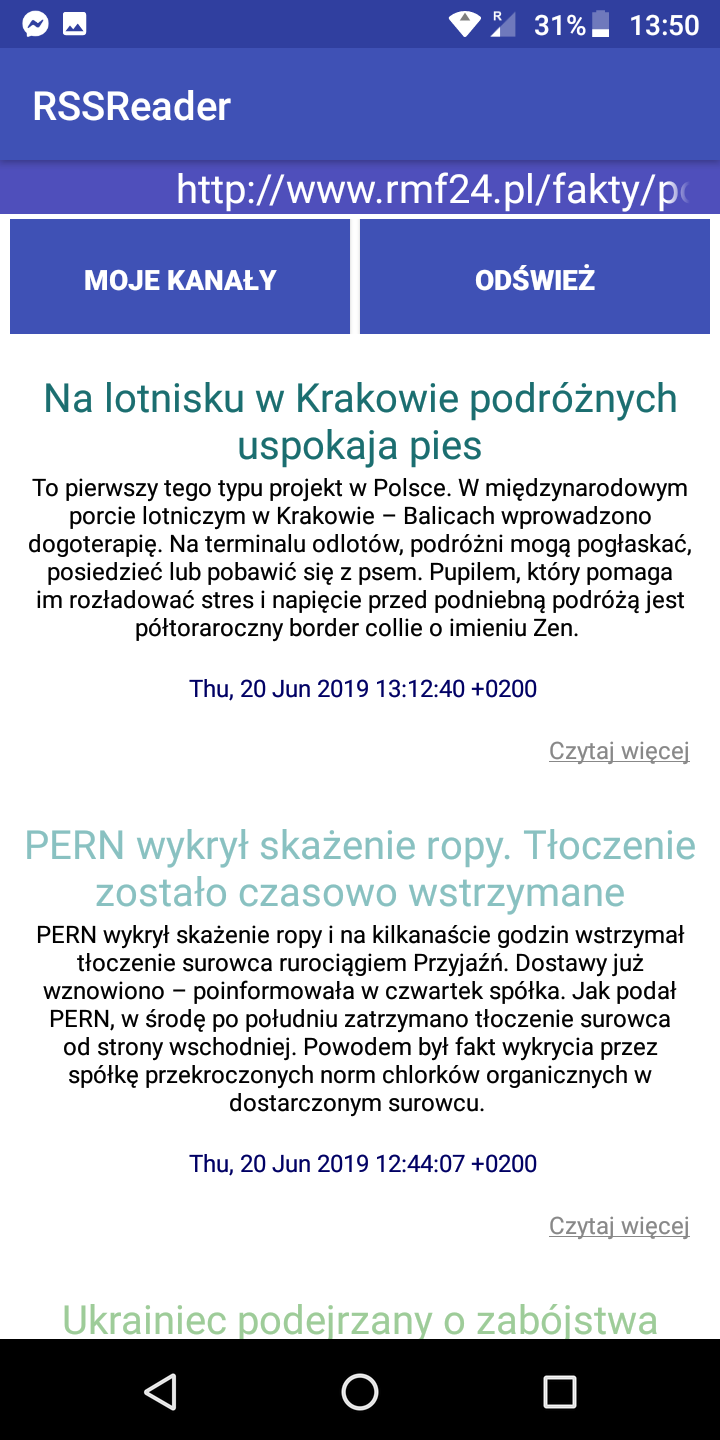 R 31% 13:50
RSSReader
http://www.rmf24.pl/fakty/p
MOJE KANAŁY ODŚWIEŻ
Na lotnisku w Krakowie podróżnych
uspokaja pies
To pierwszy tego typu projekt w Polsce. W międzynarodowym
porcie lotniczym w Krakowie – Balicach wprowadzono
dogoterapię. Na terminalu odlotów, podróżni mogą pogłaskać,
posiedzieć lub pobawić się z psem. Pupilem, który pomaga
im rozładować stres i napięcie przed podniebną podróżą jest
półtoraroczny border collie o imieniu Zen.
Thu, 20 Jun 2019 13:12:40 +0200
Czytaj więcej
PERN wykrył skażenie ropy. Tłoczenie
zostało czasowo wstrzymane
PERN wykrył skażenie ropy i na kilkanaście godzin wstrzymał
tłoczenie surowca rurociągiem Przyjaźń. Dostawy już
wznowiono – poinformowała w czwartek spółka. Jak podał
PERN, w środę po południu zatrzymano tłoczenie surowca
od strony wschodniej. Powodem był fakt wykrycia przez
spółkę przekroczonych norm chlorków organicznych w
dostarczonym surowcu.
Thu, 20 Jun 2019 12:44:07 +0200
Czytaj więcej
Ukrainiec podejrzany o zabójstwa